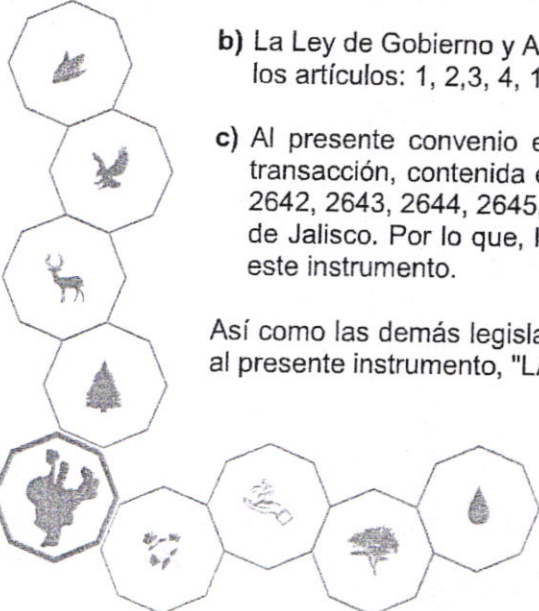 b) La Ley de Gobierno y A
los artículos: 1, 2,3, 4, 1
c) Al presente convenio e
transacción, contenida e
2642, 2643, 2644, 2645,
de Jalisco. Por lo que,
este instrumento.
Así como las demás legisla
al presente instrumento, "LA